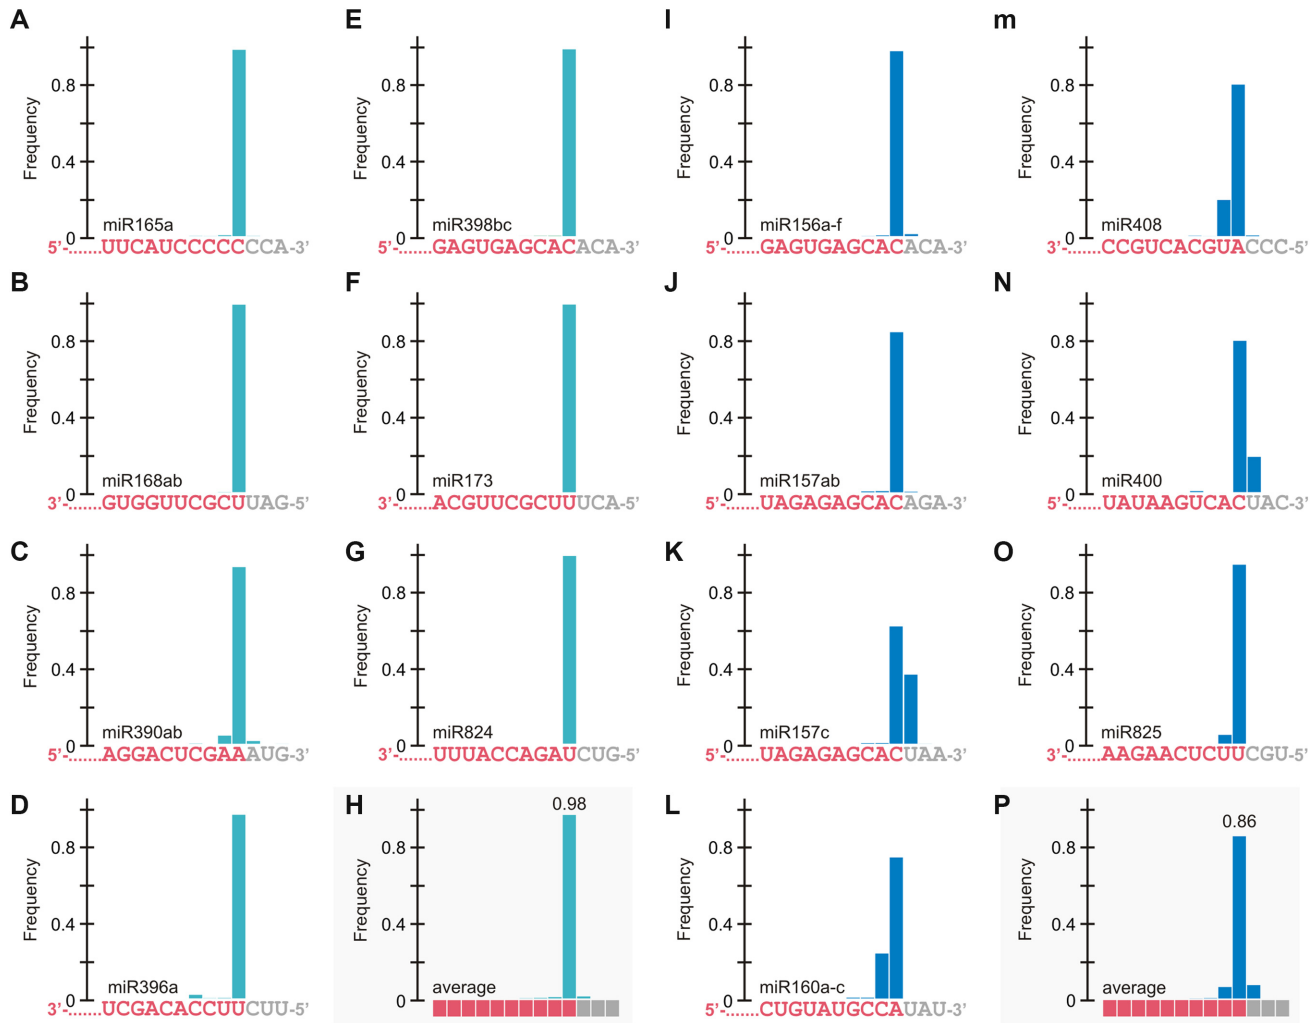 A
Frequency
0.8
0.4
0
miR165a
5’-.......UUCAUCCCCCCCA-3’
B
Frequency
0.8
0.4
0
miR168ab
3’-.......GUGGUUCGCUUAG-5’
C
Frequency
0.8
0.4
0
miR390ab
5’-.......AGGACUCGAAAUG-3’
D
Frequency
0.8
0.4
0
miR396a
3’-.......UCGACACCUUCUU-5’
E
Frequency
0.8
0.4
0
miR398bc
5’-.......GAGUGAGCACACA-3’
F
Frequency
0.8
0.4
0
miR173
3’-.......ACGUUCGCUUUCA-5’
G
Frequency
0.8
0.4
0
miR824
3’-.......UUUACCAGAUCUG-5’
H
Frequency
0.8
0.4
0
0.98
average
I
Frequency
0.8
0.4
0
miR156a-f
5’-.......GAGUGAGCACACA-3’
J
Frequency
0.8
0.4
0
miR157ab
5’-.......UAGAGAGCACAGA-3’
K
Frequency
0.8
0.4
0
miR157c
5’-.......UAGAGAGCACUAA-3’
L
Frequency
0.8
0.4
0
miR160a-c
5’-.......CUGUAUGCCAUAU-3’
m
Frequency
0.8
0.4
0
miR408
3’-.......CCGUCACGUACCC-5’
N
Frequency
0.8
0.4
0
miR400
5’-.......UAUAAGUCACUAC-3’
O
Frequency
0.8
0.4
0
miR825
3’-.......AAGAACUCUUCGU-5’
P
Frequency
0.8
0.4
0
0.86
average